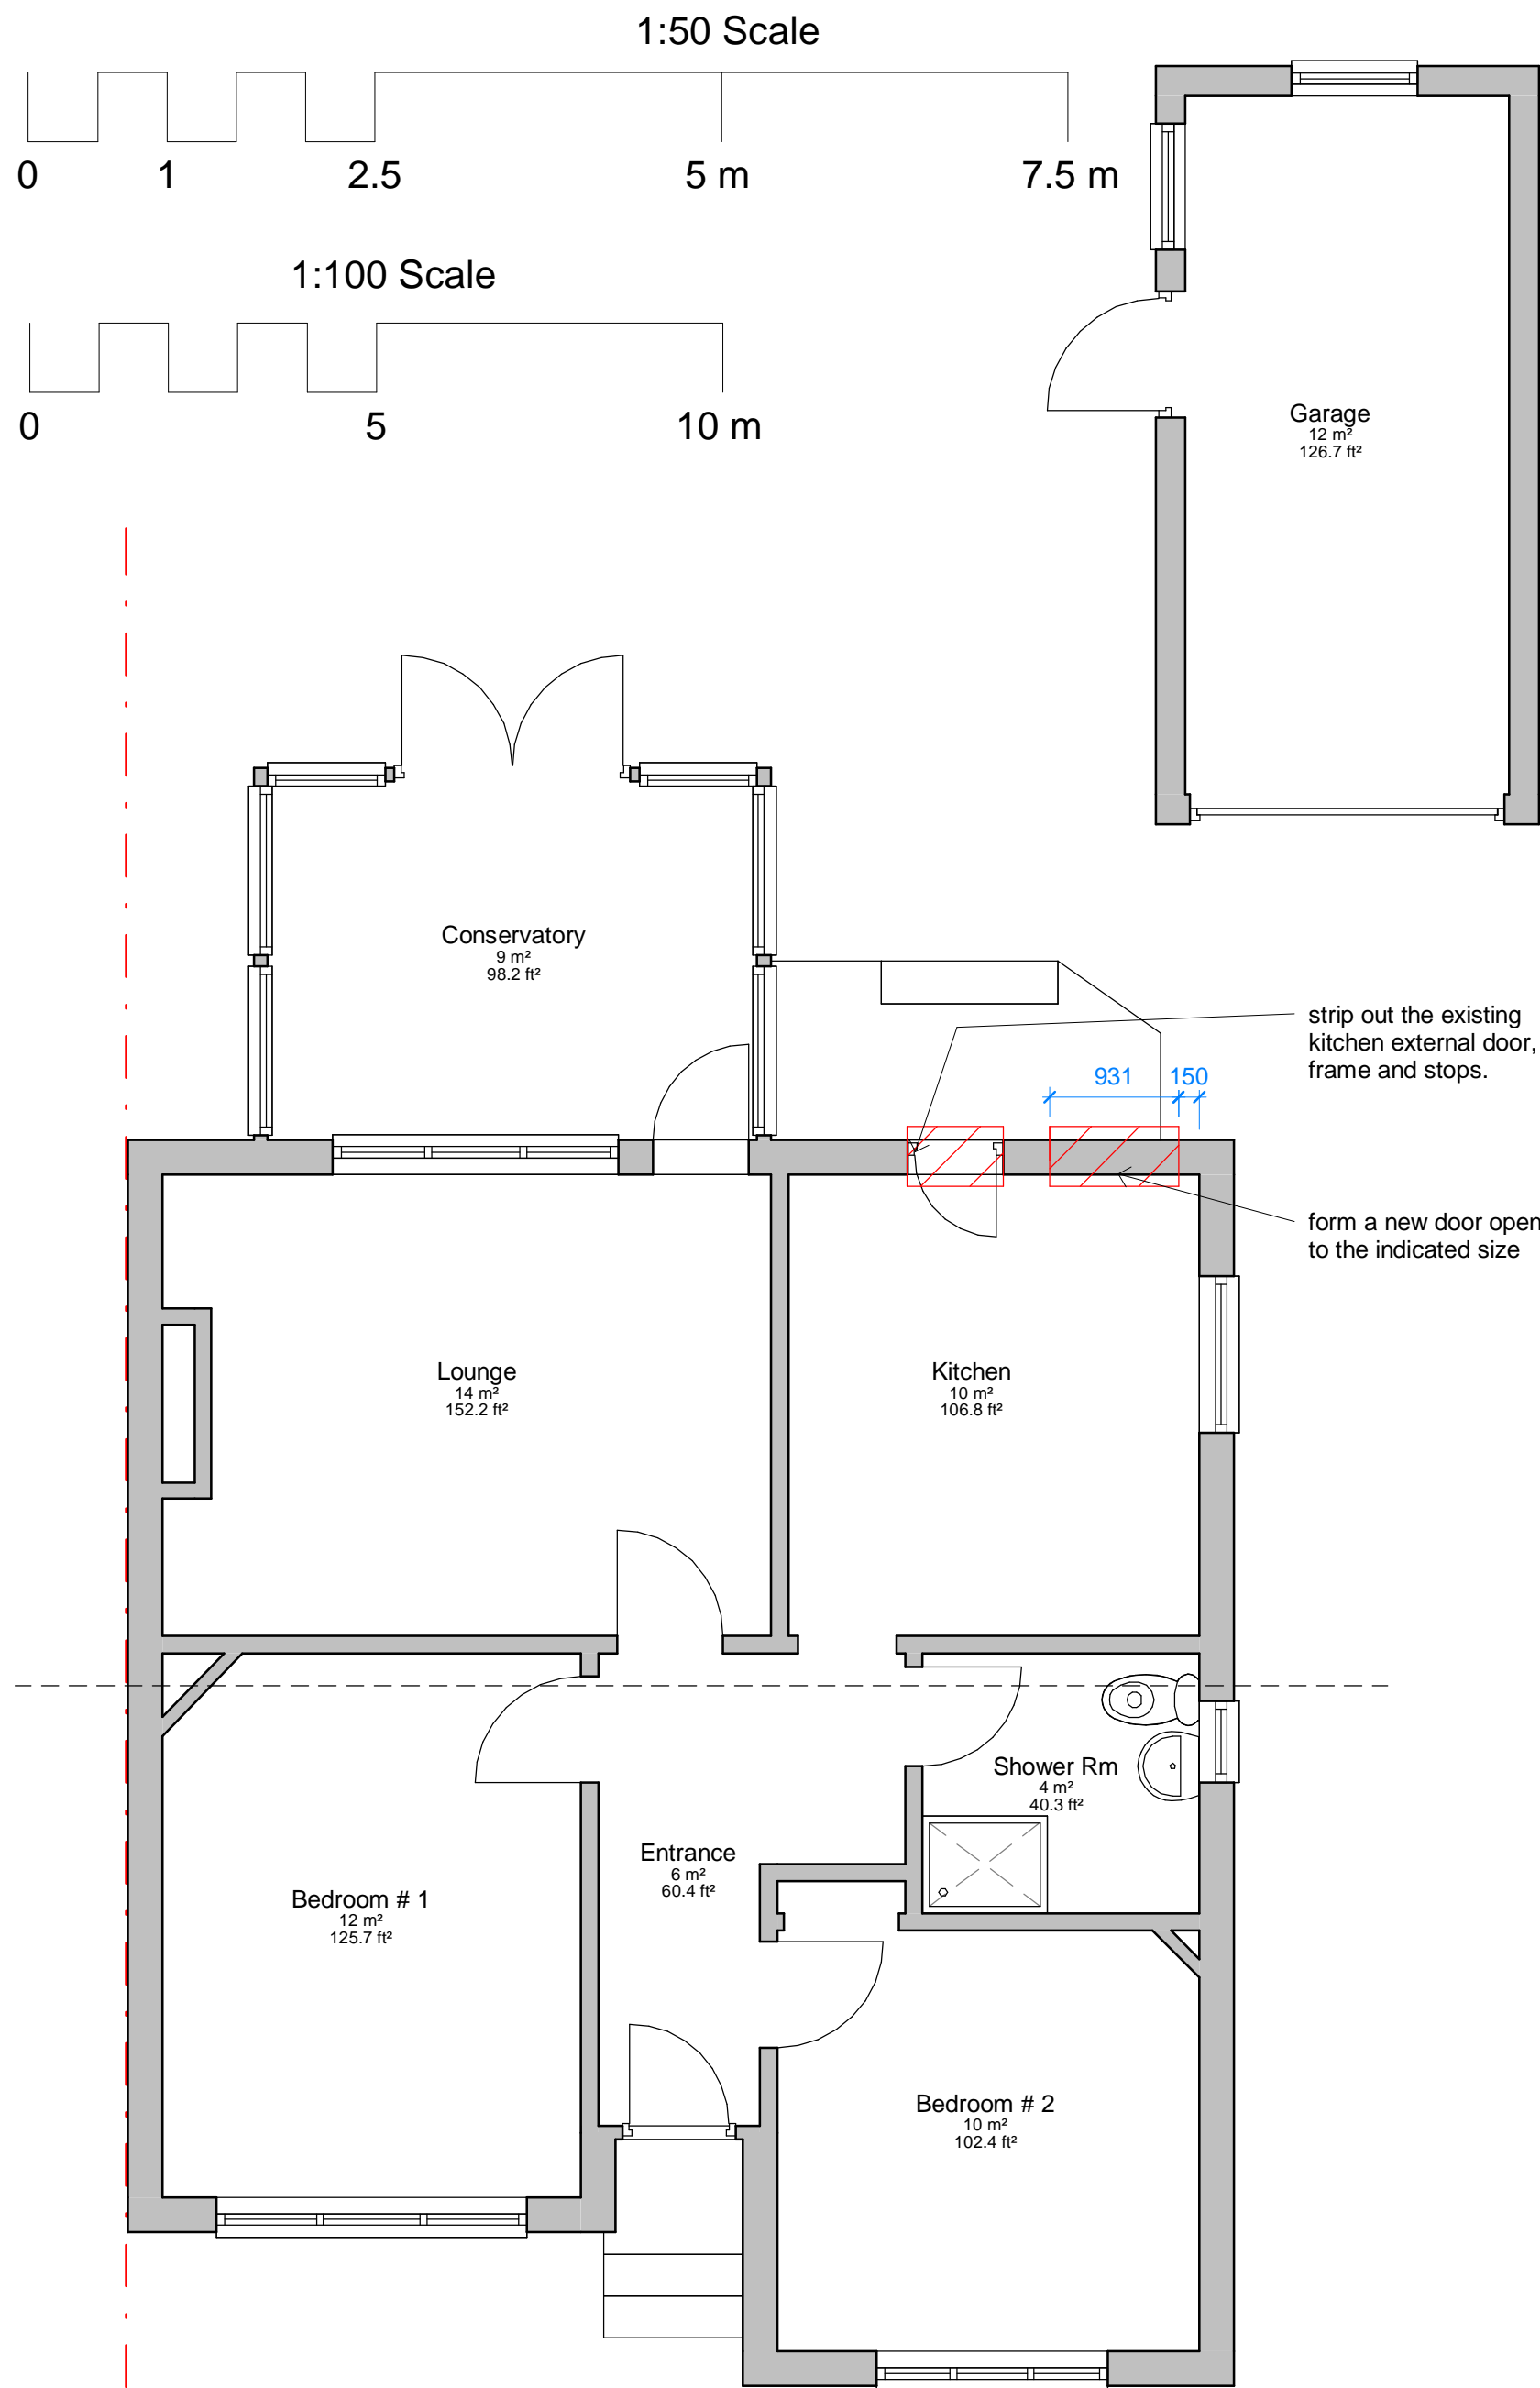 1:50 Scale
0 1 2.5 5 m 7.5 m
1:100 Scale
0 5 10 m
Garage
12 m²
126.7 ft²
Conservatory
9 m²
98.2 ft²
strip out the existing
kitchen external door,
frame and stops.
931 150
form a new door open
to the indicated size
Lounge
14 m²
152.2 ft²
Kitchen
10 m²
106.8 ft²
Shower Rm
4 m²
40.3 ft²
Entrance
6 m²
60.4 ft²
Bedroom # 1
12 m²
125.7 ft²
Bedroom # 2
10 m²
102.4 ft²